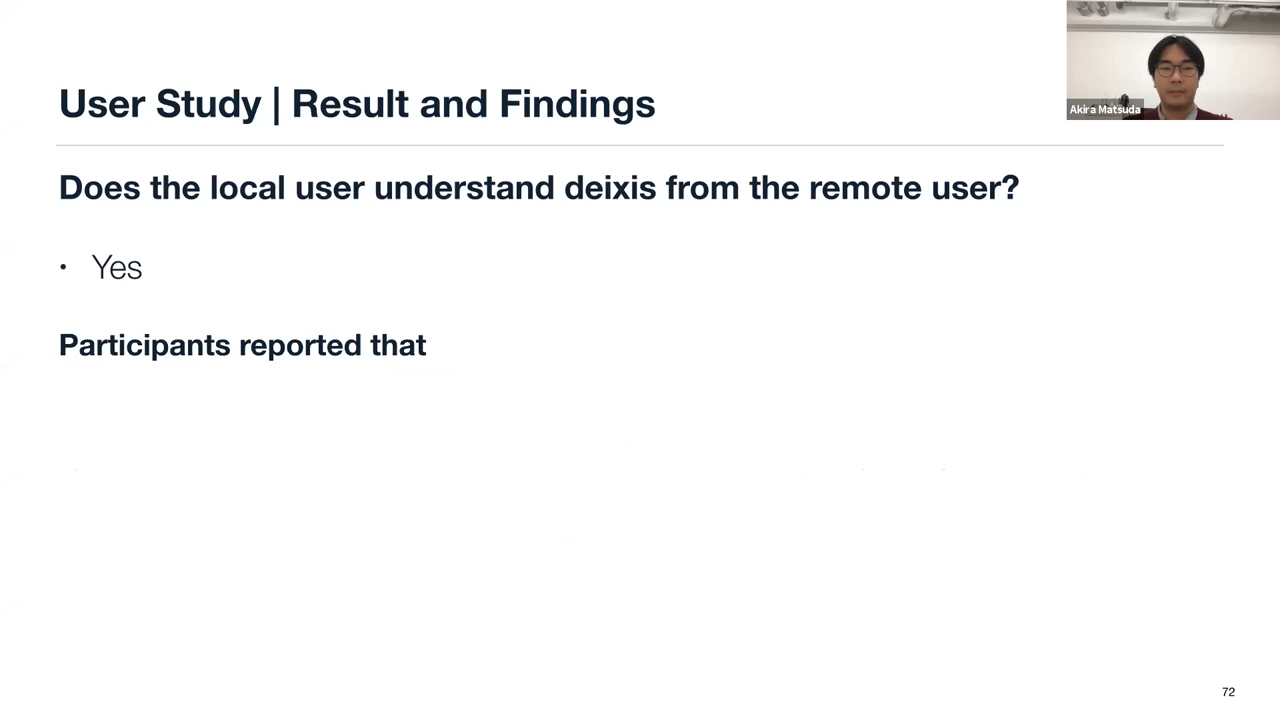 User Study | Result and Findings
Akira Matsuda
Does the local user understand deixis from the remote user?
• Yes
Participants reported that
72